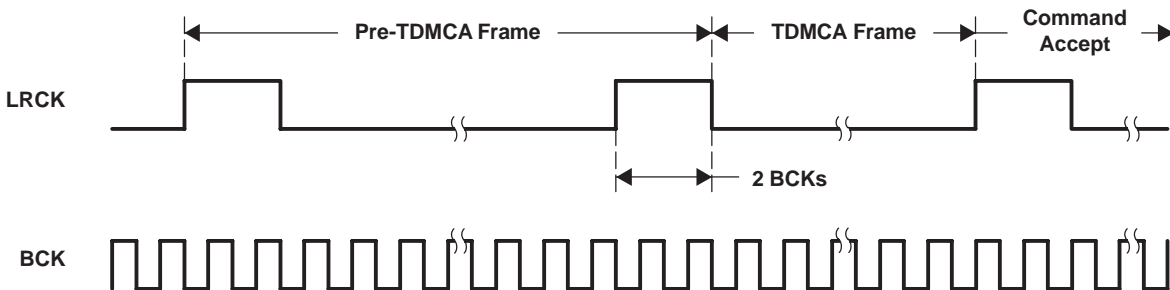 Pre-TDMCA Frame
TDMCA Frame
Command
Accept
LRCK
2 BCKs
BCK